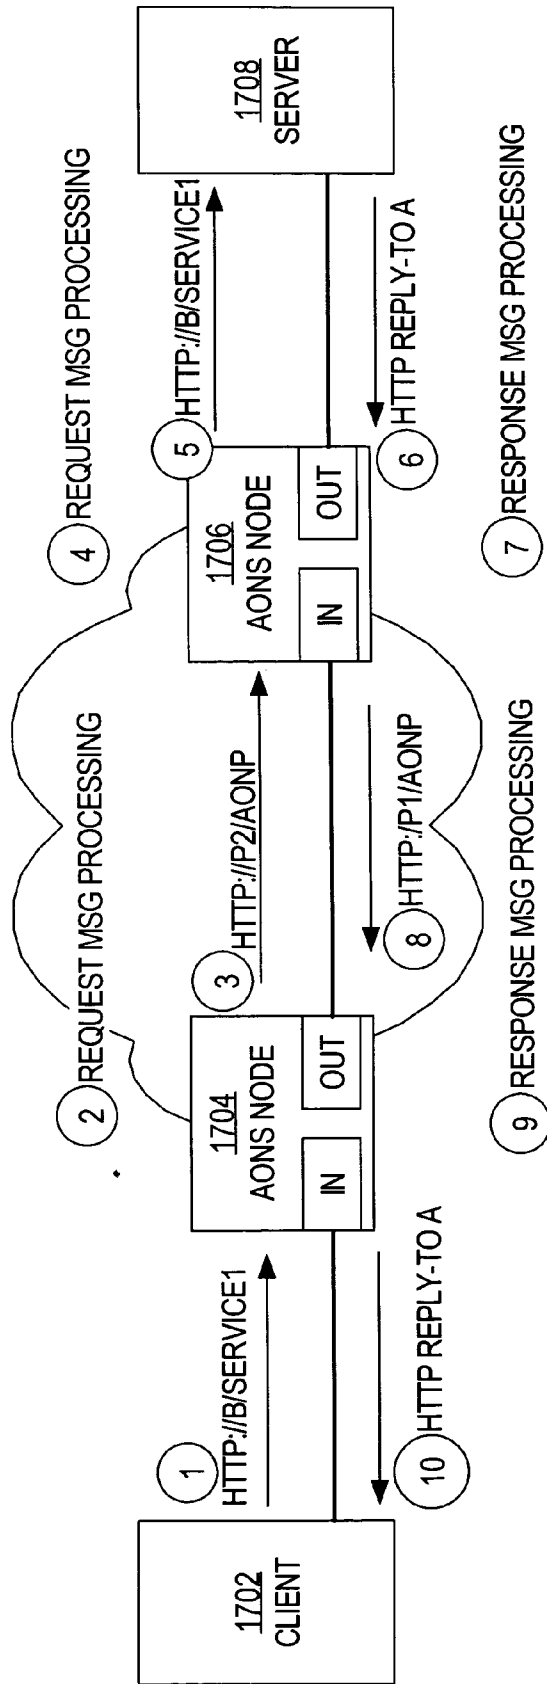 2 REQUEST MSG PROCESSING
4 REQUEST MSG PROCESSING
1
HTTP://B/SERVICE1
3
HTTP://P2/AONP
5
HTTP://B/SERVICE1
1702
CLIENT
1704
AONS NODE
IN
OUT
1706
AONS NODE
IN
OUT
1708
SERVER
10 HTTP REPLY-TO A
8 HTTP:/P1/AONP
6 HTTP REPLY-TO A
9 RESPONSE MSG PROCESSING
7 RESPONSE MSG PROCESSING